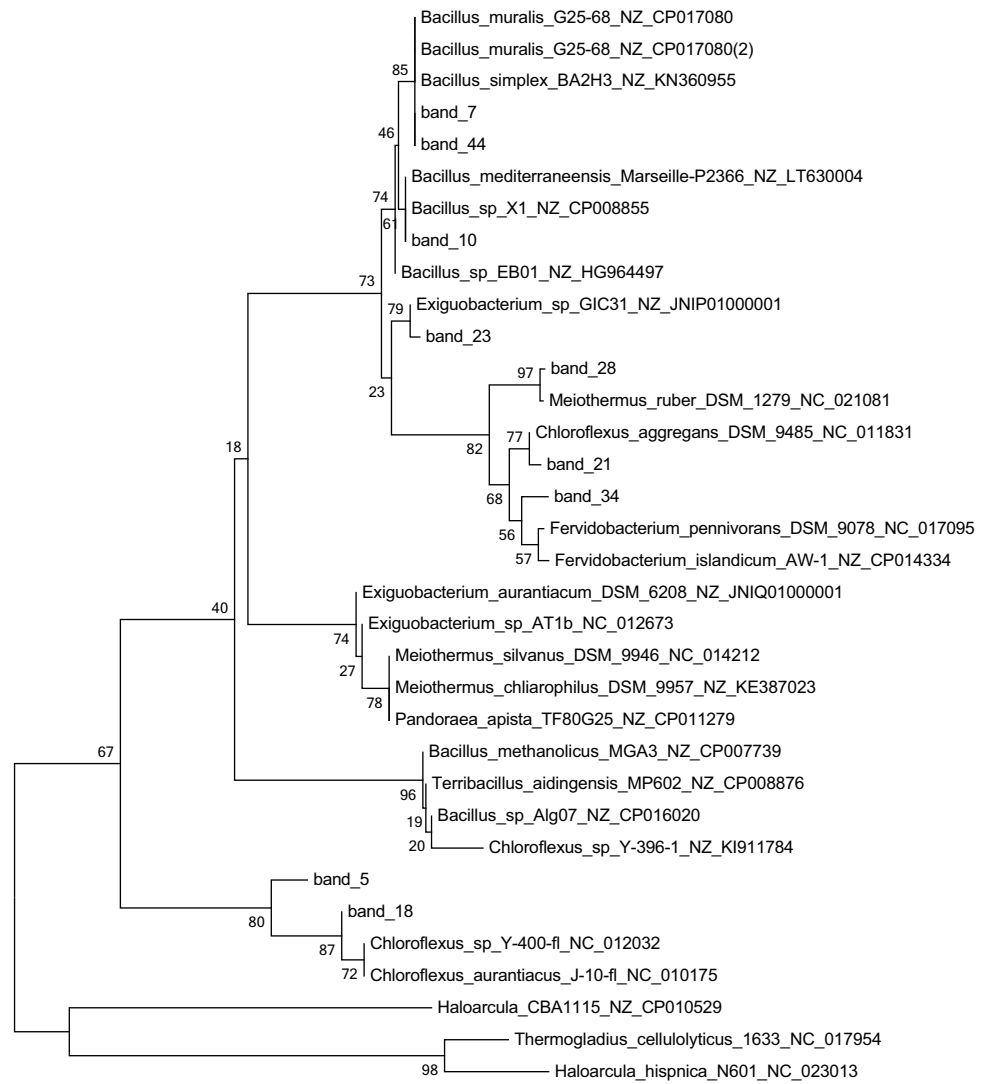 Bacillus_muralis_G25-68_NZ_CP017080
Bacillus_muralis_G25-68_NZ_CP017080(2)
85
Bacillus_simplex_BA2H3_NZ_KN360955
band_7
46
band_44
Bacillus_mediterraneensis_Marseille-P2366_NZ_LT630004
74
Bacillus_sp_X1_NZ_CP008855
61
band_10
Bacillus_sp_EB01_NZ_HG964497
73
79
Exiguobacterium_sp_GIC31_NZ_JNIP01000001
band_23
97
band_28
23
Meiothermus_ruber_DSM_1279_NC_021081
77
Chloroflexus_aggregans_DSM_9485_NC_011831
18
82
band_21
68
band_34
56
Fervidobacterium_pennivorans_DSM_9078_NC_017095
57
Fervidobacterium_islandicum_AW-1_NZ_CP014334
Exiguobacterium_aurantiacum_DSM_6208_NZ_JNIQ01000001
40
Exiguobacterium_sp_AT1b_NC_012673
74
Meiothermus_silvanus_DSM_9946_NC_014212
27
Meiothermus_chliarophilus_DSM_9957_NZ_KE387023
78
Pandoraea_apista_TF80G25_NZ_CP011279
67
Bacillus_methanolicus_MGA3_NZ_CP007739
Terribacillus_aidingensis_MP602_NZ_CP008876
96
Bacillus_sp_Alg07_NZ_CP016020
19
20
Chloroflexus_sp_Y-396-1_NZ_KI911784
band_5
80
band_18
87
Chloroflexus_sp_Y-400-fl_NC_012032
72
Chloroflexus_aurantiacus_J-10-fl_NC_010175
Haloarcula_CBA1115_NZ_CP010529
Thermogladius_cellulolyticus_1633_NC_017954
98
Haloarcula_hispnica_N601_NC_023013